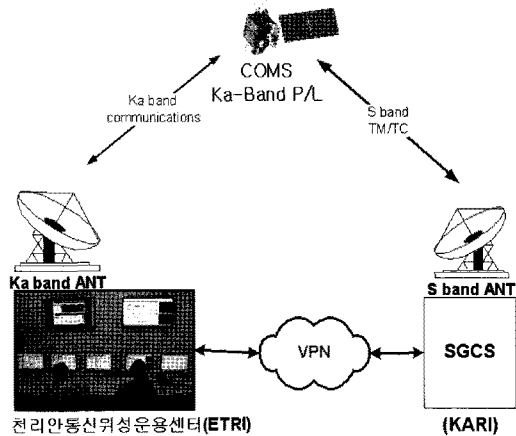 COMS
Ka-Band P/L
Ka band
communications
S band
TM/TC
Ka band ANT
S band ANT
VPN
SGCS
천리안통신위성운용센터(ETRI)
(KARI)